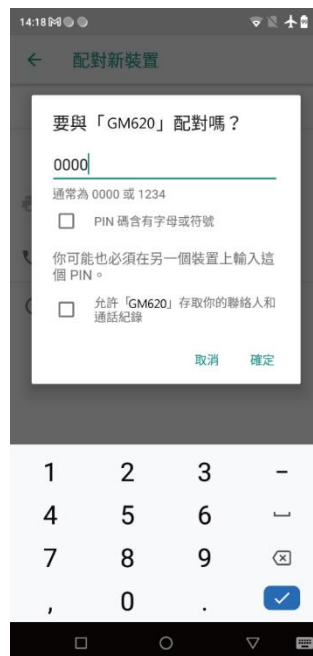 14:18
配對新裝置
要與「GM620」配對嗎？
0000
通常為 0000 或 1234
PIN 碼含有字母或符號
你可能也必須在另一個裝置上輸入這
個 PIN。
允許「GM620」存取你的聯絡人和
通話紀錄
取消 確定
1 2 3 –
4 5 6
7 8 9
, 0 .